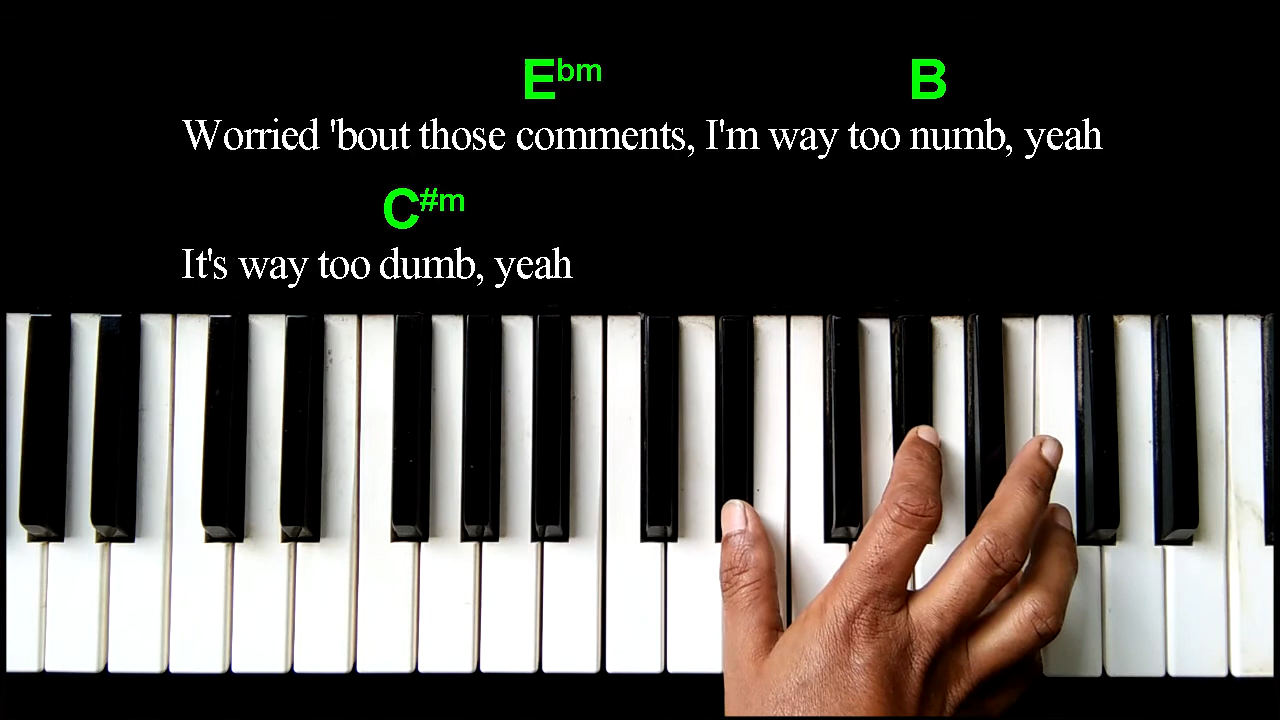 Ebm B
Worried 'bout those comments, I'm way too numb, yeah
C#m
It's way too dumb, yeah